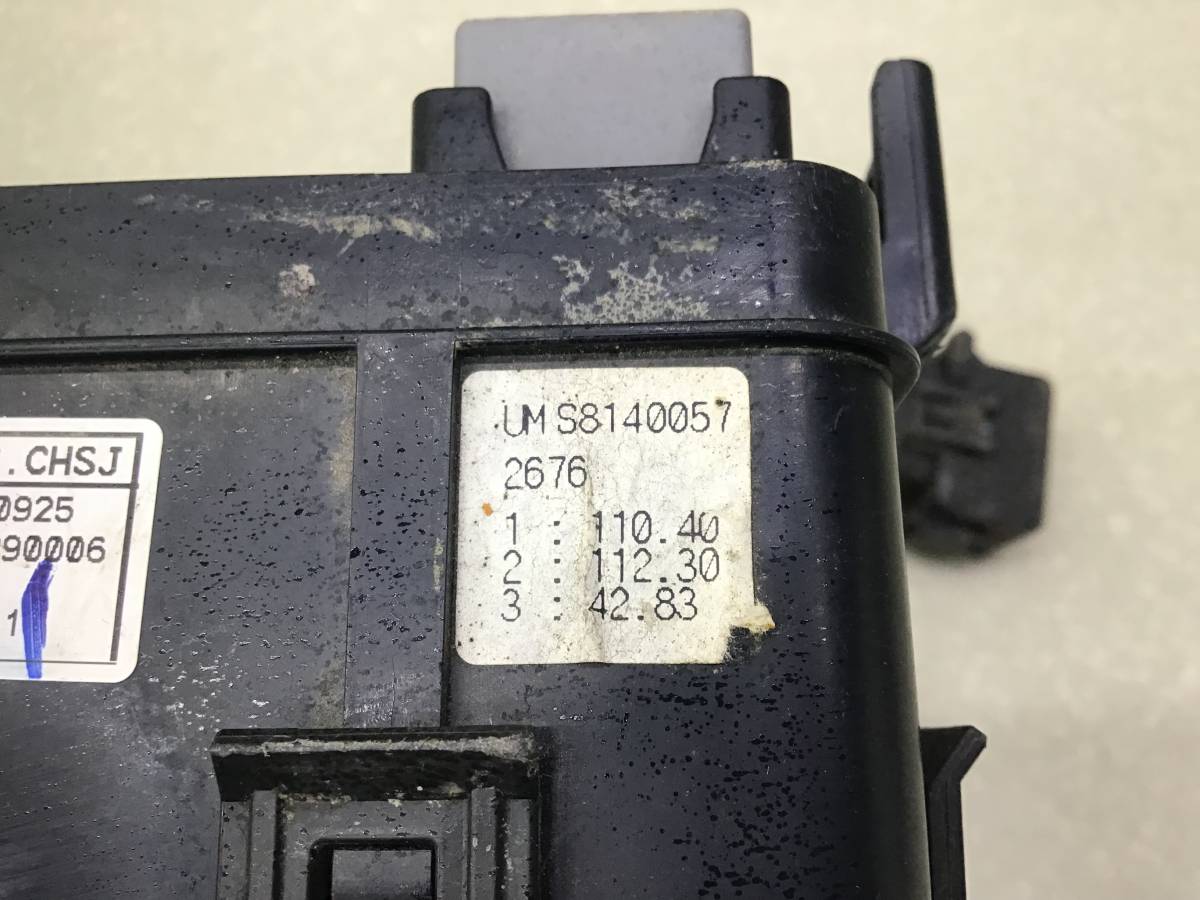 .CHSJ
0925
90006
1
UM S8140057
2676
1 : 110.40
2 : 112.30
3 : 42.83